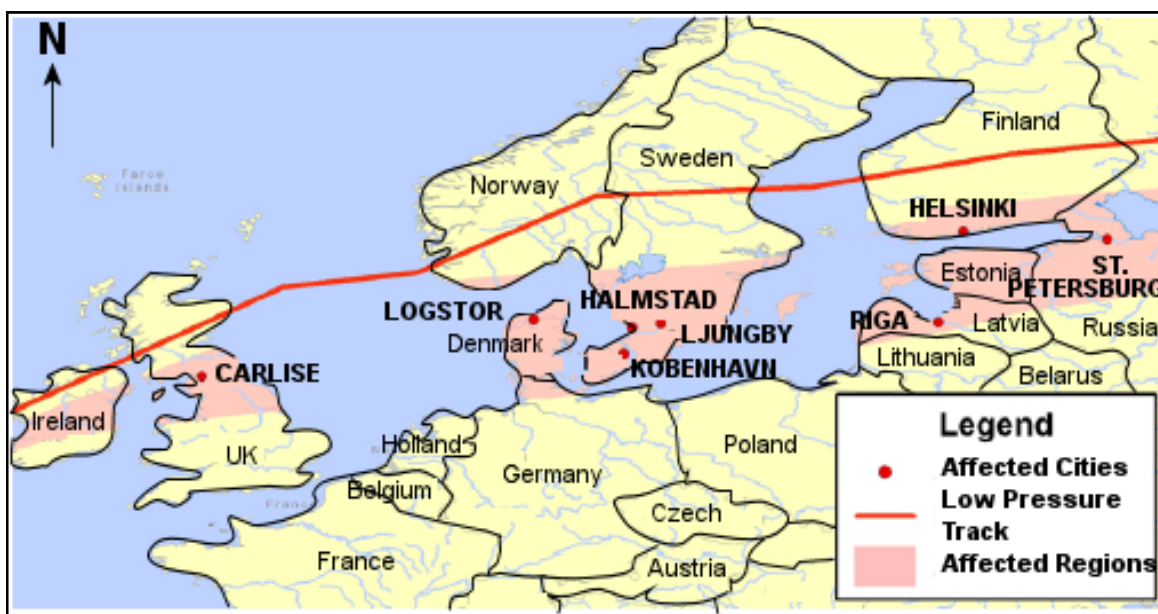 N
Faroe
Islands
Finland
Sweden
Norway
HELSINKI
Estonia
ST.
PETERSBURG
LOGSTOR
HALMSTAD
RIGA
Latvia
Russia
Denmark
LJUNGBY
Lithuania
KOBENHAVN
Belarus
CARLISE
Ireland
UK
Holland
Belgium
Germany
Poland
Czech
France
Austria
Legend
Affected Cities
Low Pressure
Track
Affected Regions